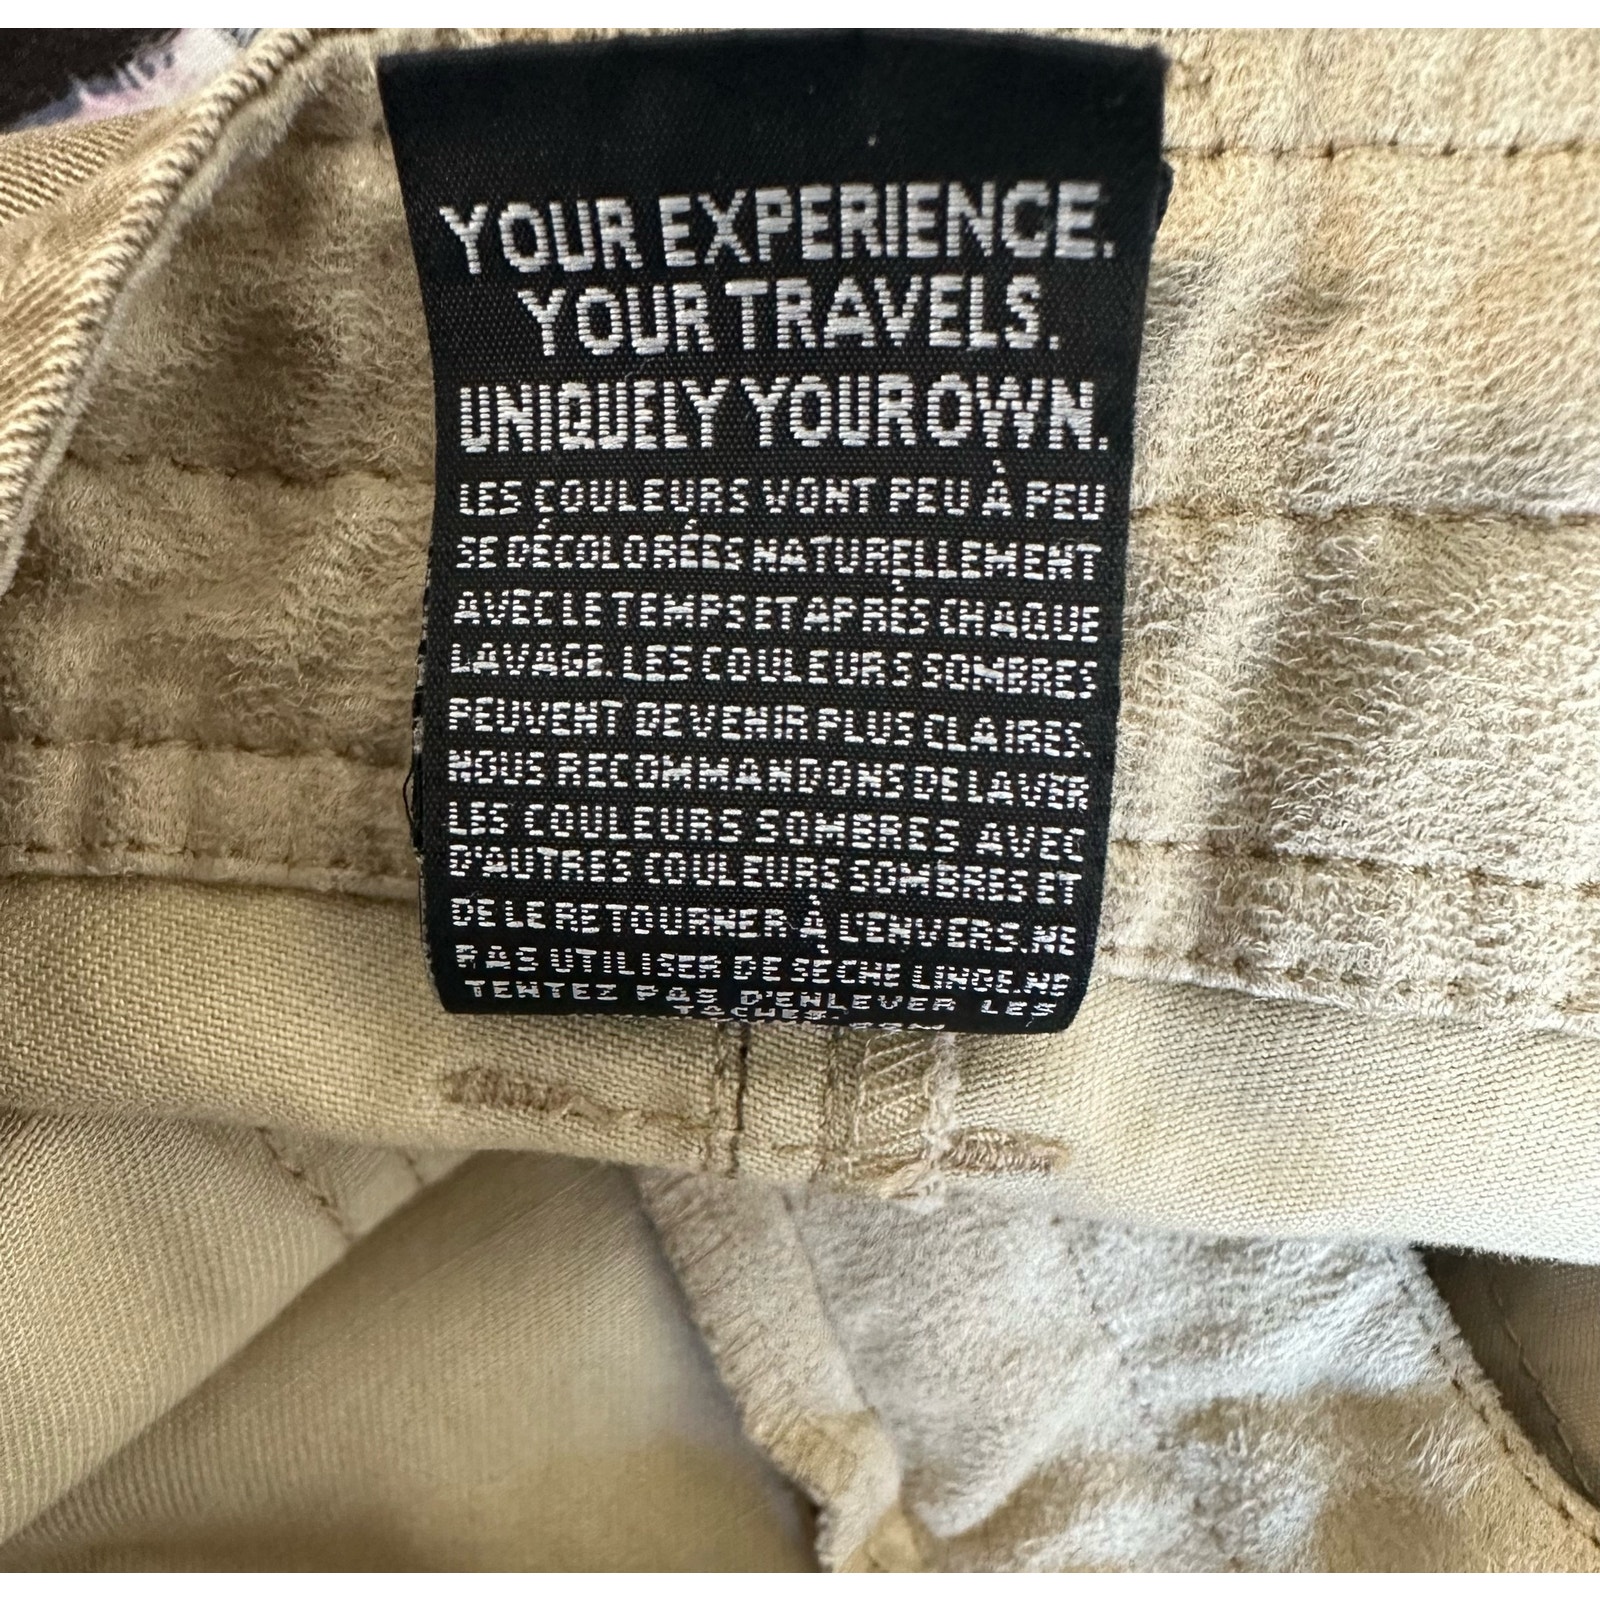 YOUR EXPERIENCE.
YOUR TRAVELS.
UNIQUELY YOUR OWN.
LES COULEURS VONT PEU À PEU
SE DÉCOLORÉES NATURELLEMENT
AVEC LE TEMPS ET APRÈS CHAQUE
LAVAGE. LES COULEURS SOMBRES
PEUVENT DEVENIR PLUS CLAIRES.
NOUS RECOMMANDONS DE LAVER
LES COULEURS SOMBRES AVEC
D'AUTRES COULEURS SOMBRES ET
DE LE RETOURNER À L'ENVERS. NE
PAS UTILISER DE SÈCHE LINGE. NE
TENTEZ PAS D'ENLEVER LES
TACHES.